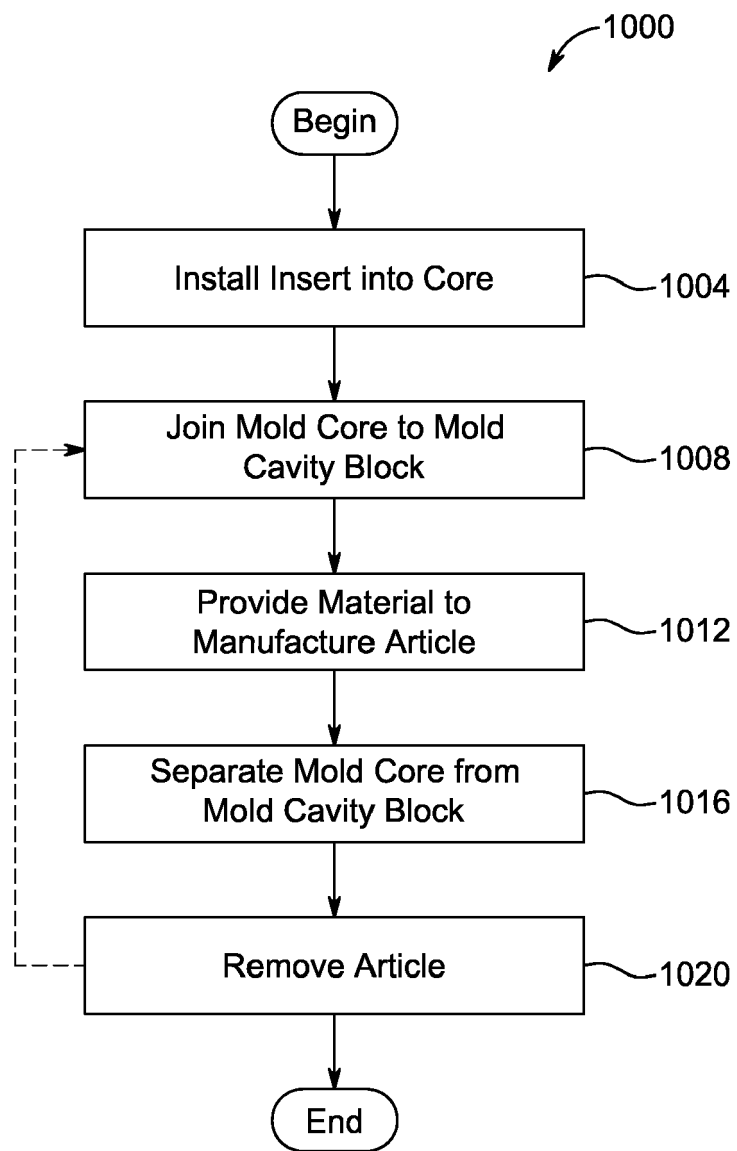 1000
Begin
Install Insert into Core
1004
Join Mold Core to Mold
Cavity Block
1008
Provide Material to
Manufacture Article
1012
Separate Mold Core from
Mold Cavity Block
1016
Remove Article
1020
End